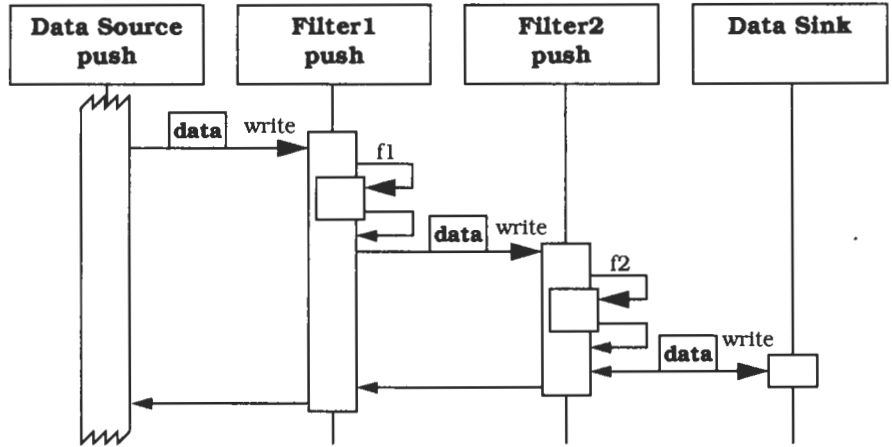 Data Source
push
Filter1
push
Filter2
push
Data Sink
data write
f1
data write
f2
data write